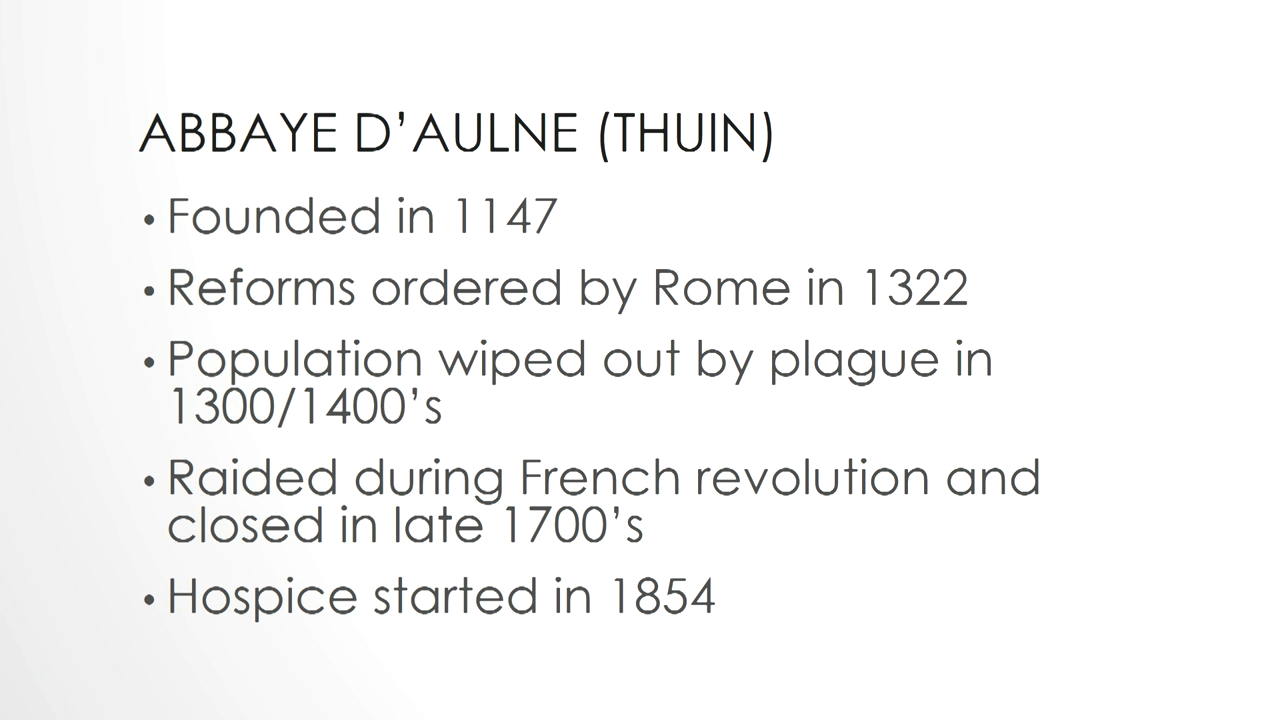 ABBAYE D’AULNE (THUIN)
• Founded in 1147
• Reforms ordered by Rome in 1322
• Population wiped out by plague in
1300/1400’s
• Raided during French revolution and
closed in late 1700’s
• Hospice started in 1854